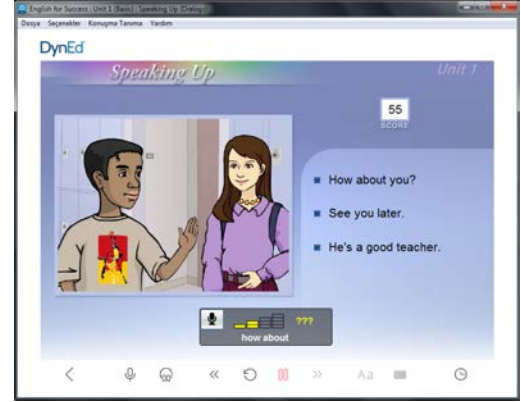 English for Success : Unit 1 (Basic) : Speaking Up (Dialogs)
Dosya Seçenekler Konuşma Tanıma Yardım
DynEd
Speaking Up
Unit 1
55
SCORE
How about you?
See you later.
He's a good teacher.
???
how about
Aa